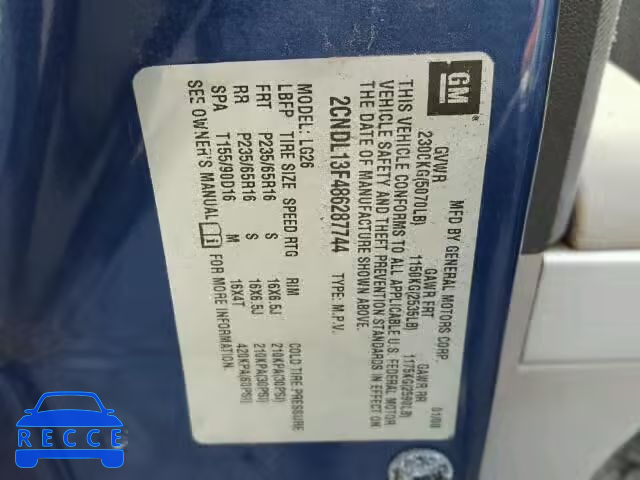 GM
MFD BY GENERAL MOTORS CORP.
01/08
GVWR GAWR FRT GAWR RR
2300KG(5070LB) 1150KG(2535LB) 1175KG(2590LB)
THIS VEHICLE CONFORMS TO ALL APPLICABLE U.S. FEDERAL MOTOR
VEHICLE SAFETY AND THEFT PREVENTION STANDARDS IN EFFECT ON
THE DATE OF MANUFACTURE SHOWN ABOVE.
2CNDL13F486287744 TYPE: M.P.V.
MODEL: LG26
LBFP TIRE SIZE SPEED RTG RIM COLD TIRE PRESSURE
FRT P235/65R16 S 16X6.5J 210KPA(30PSI)
RR P235/65R16 S 16X6.5J 210KPA(30PSI)
SPA T155/90D16 M 16X4T 420KPA(60PSI)
SEE OWNER'S MANUAL FOR MORE INFORMATION.
RECCE